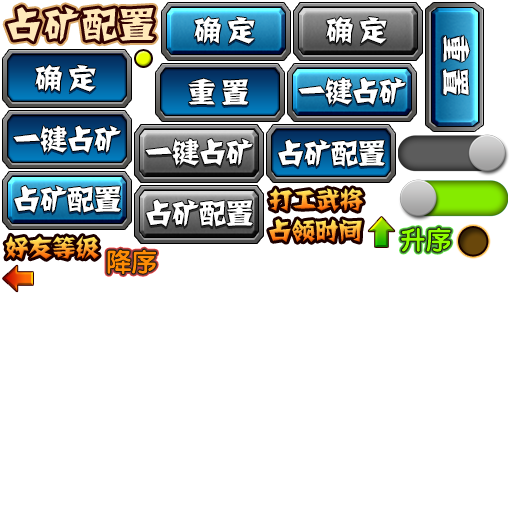 占矿配置
确定
确定
重置
确定
重置
一键占矿
一键占矿
一键占矿
占矿配置
占矿配置
占矿配置
打工武将
占领时间
升序
好友等级
降序